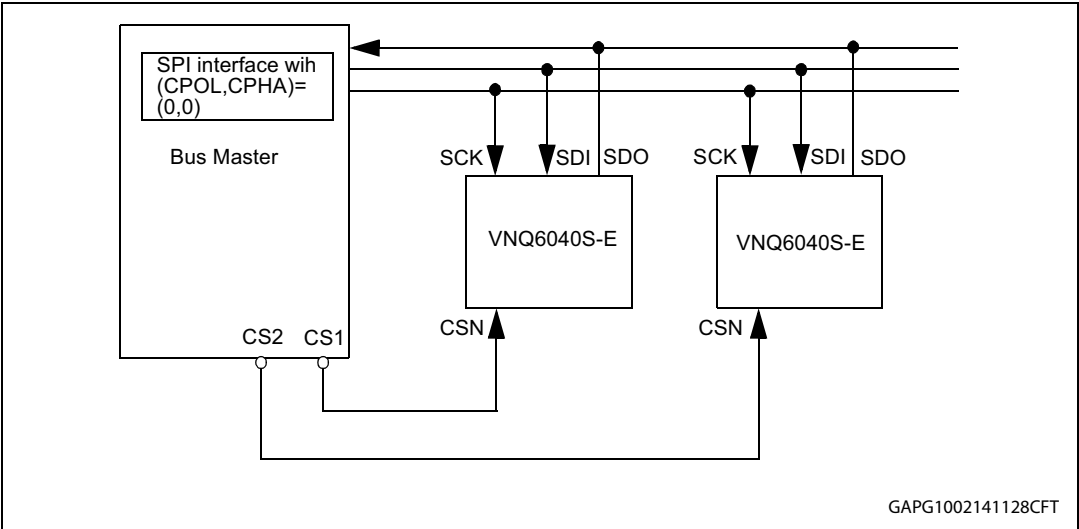 SPI interface wih
(CPOL,CPHA)=
(0,0)
Bus Master
SCK SDI SDO
SCK SDI SDO
VNQ6040S-E
VNQ6040S-E
CSN
CSN
CS2 CS1
GAPG1002141128CFT